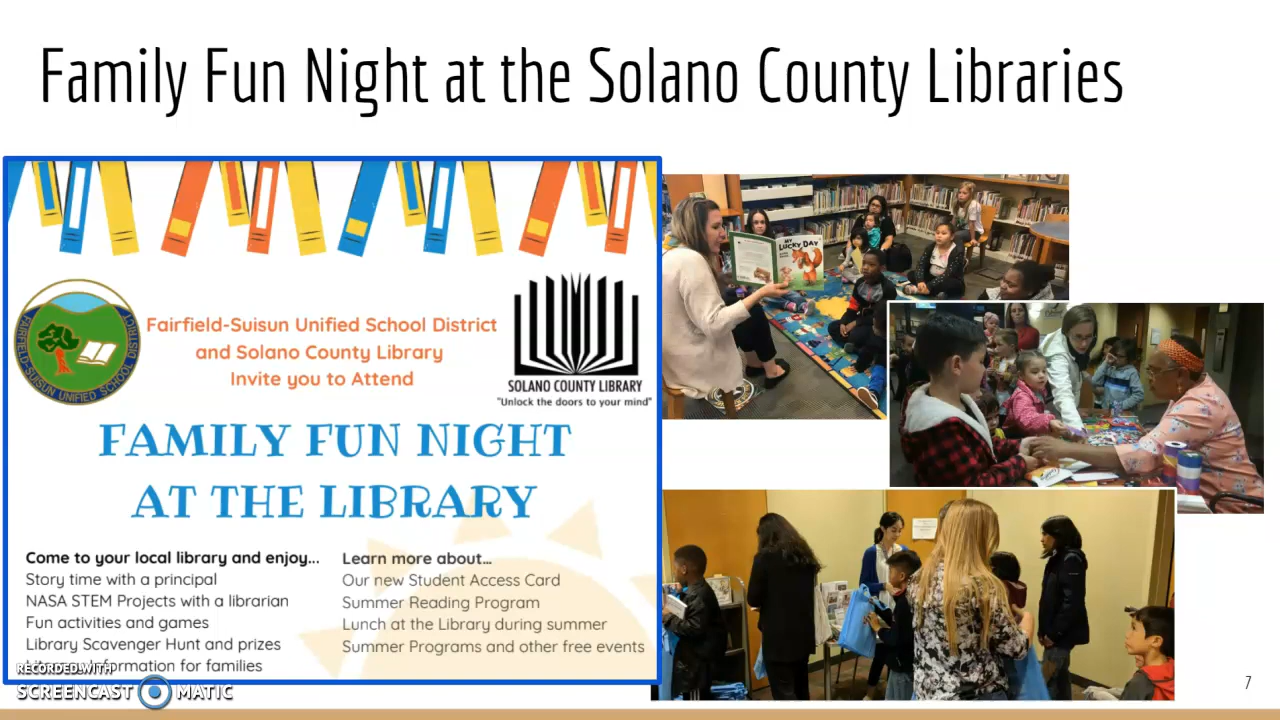 Family Fun Night at the Solano County Libraries
FAIRFIELD-SUISUN UNIFIED SCHOOL DISTRICT
Fairfield-Suisun Unified School District
and Solano County Library
Invite you to Attend
SOLANO COUNTY LIBRARY
"Unlock the doors to your mind"
FAMILY FUN NIGHT
AT THE LIBRARY
Come to your local library and enjoy...
Story time with a principal
NASA STEM Projects with a librarian
Fun activities and games
Library Scavenger Hunt and prizes
information for families
Learn more about...
Our new Student Access Card
Summer Reading Program
Lunch at the Library during summer
Summer Programs and other free events
MY
LUCKY DAY
RECORDED WITH
SCREENCAST MATIC
7